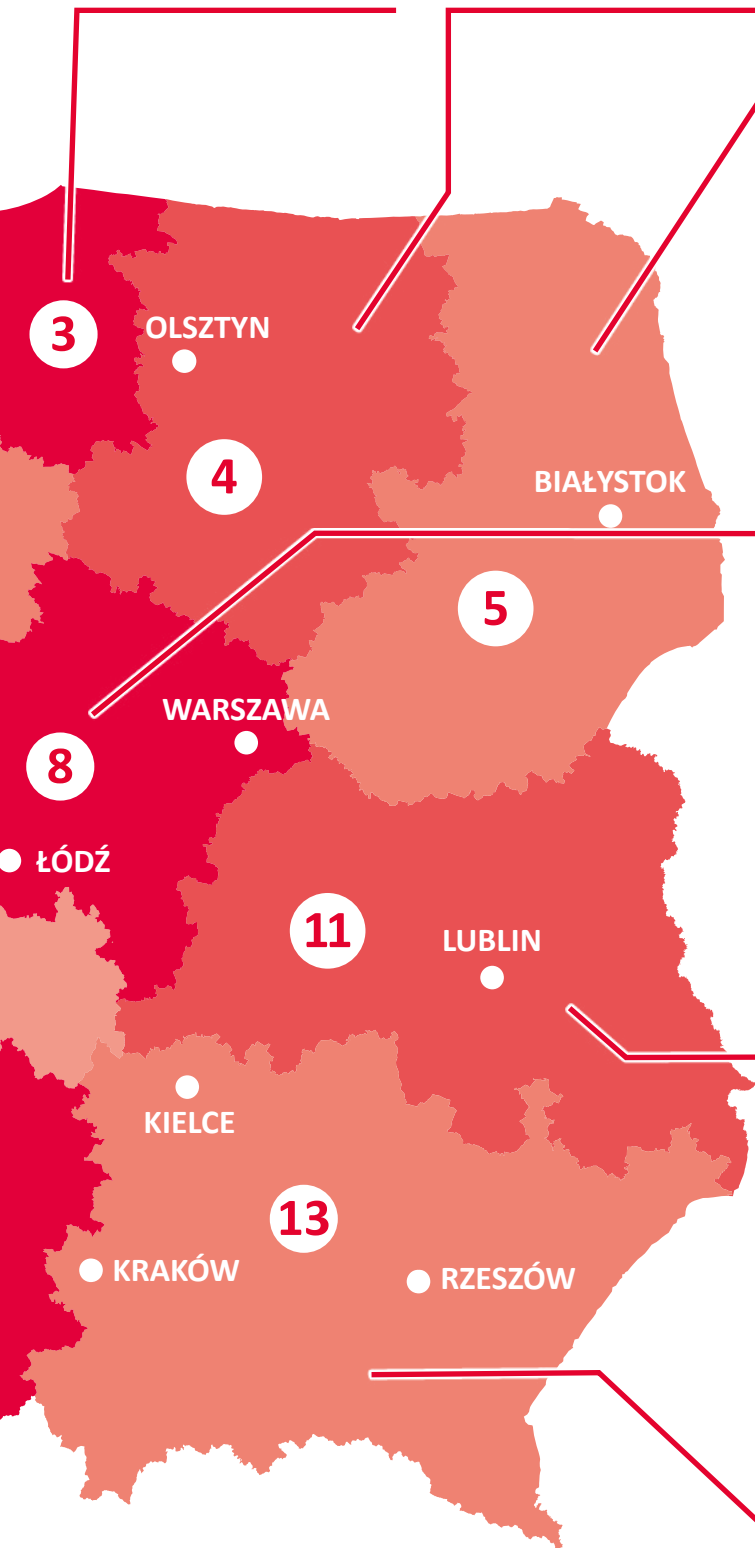 3
OLSZTYN
4
BIAŁYSTOK
5
WARSZAWA
8
ŁÓDŹ
11
LUBLIN
KIELCE
13
KRAKÓW
RZESZÓW